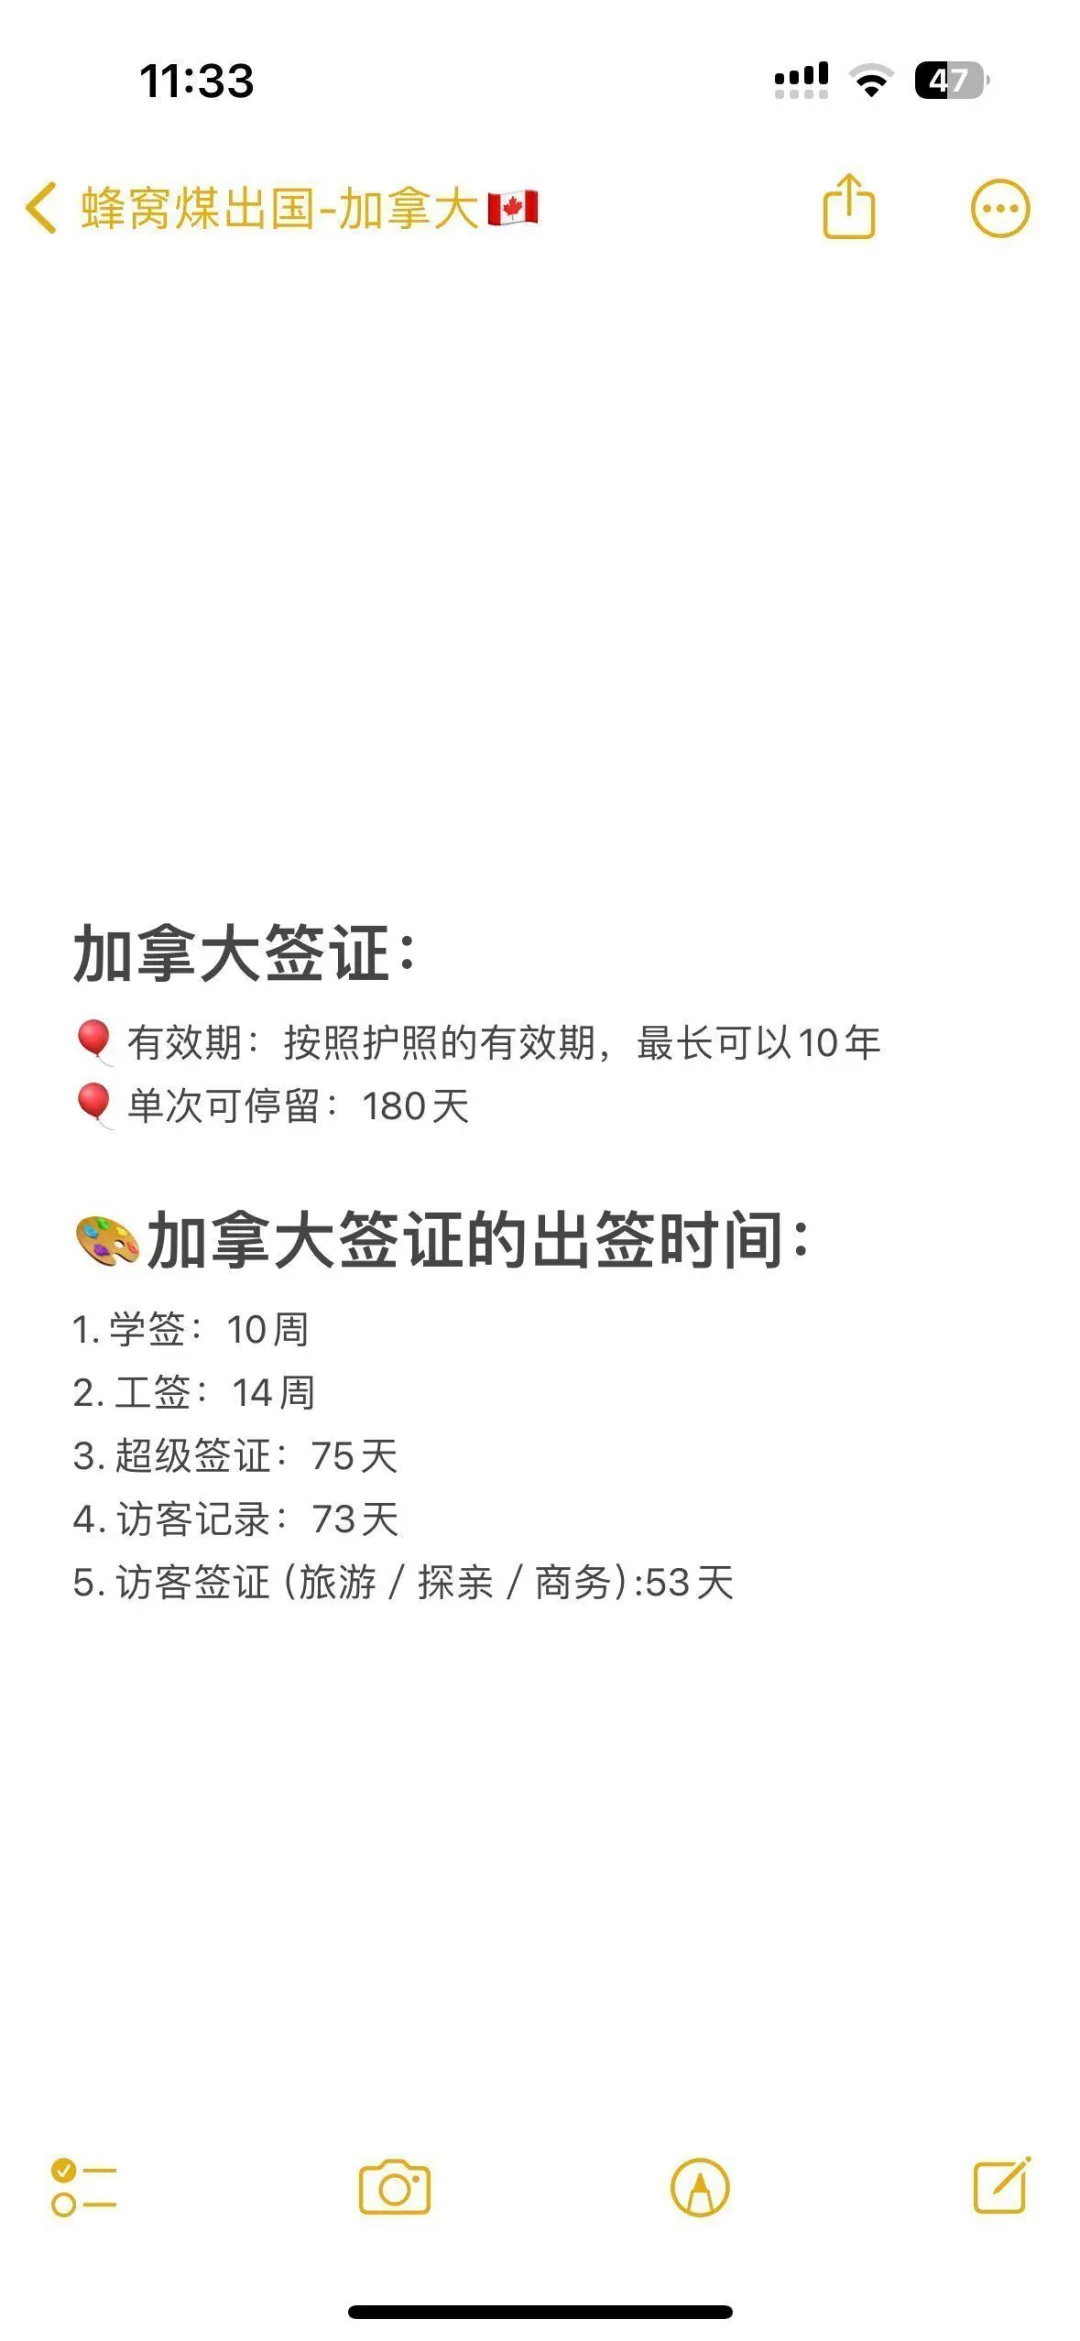 11:33
47
蜂窝煤出国-加拿大🇨🇦
加拿大签证：
🎈有效期：按照护照的有效期，最长可以10年
🎈单次可停留：180天
🎨加拿大签证的出签时间：
1. 学签：10周
2. 工签：14周
3. 超级签证：75天
4. 访客记录：73天
5. 访客签证（旅游 / 探亲 / 商务）:53天